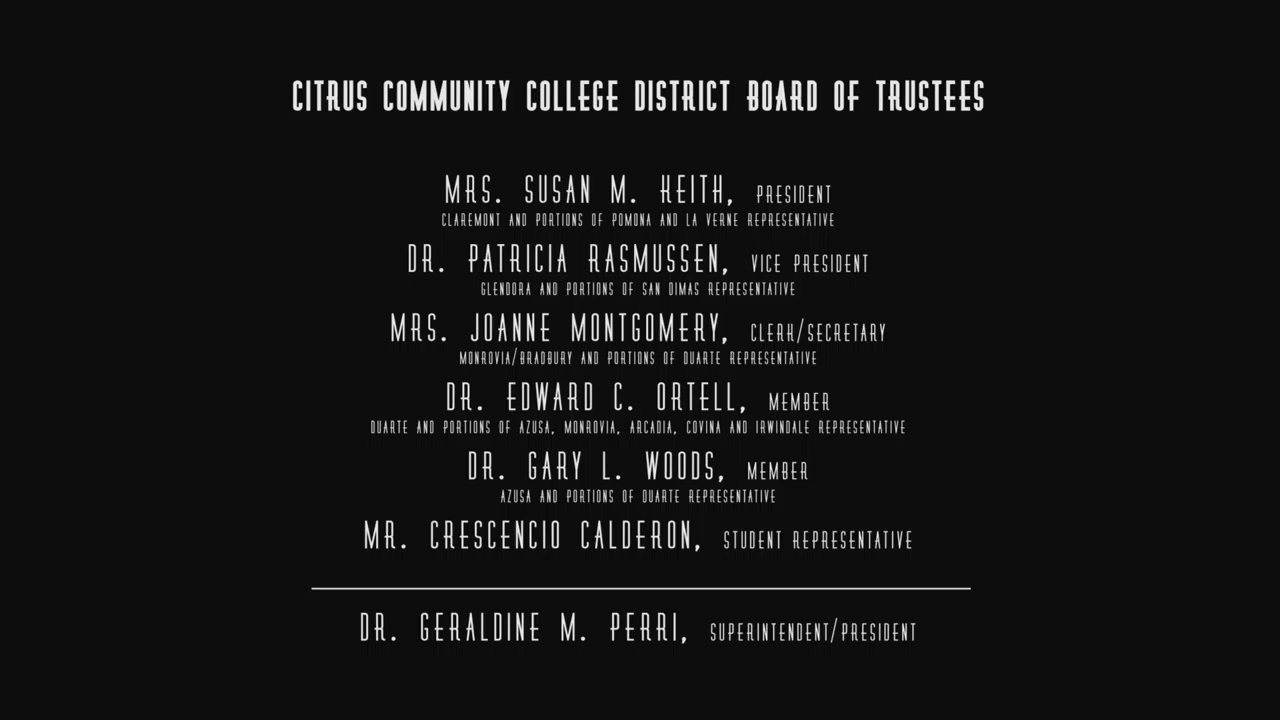 CITRUS COMMUNITY COLLEGE DISTRICT BOARD OF TRUSTEES
MRS. SUSAN M. KEITH, PRESIDENT
CLAREMONT AND PORTIONS OF POMONA AND LA VERNE REPRESENTATIVE
DR. PATRICIA RASMUSSEN, VICE PRESIDENT
GLENDORA AND PORTIONS OF SAN DIMAS REPRESENTATIVE
MRS. JOANNE MONTGOMERY, CLERK/SECRETARY
MONROVIA/BRADBURY AND PORTIONS OF DUARTE REPRESENTATIVE
DR. EDWARD C. ORTELL, MEMBER
DUARTE AND PORTIONS OF AZUSA, MONROVIA, ARCADIA, COVINA AND IRWINDALE REPRESENTATIVE
DR. GARY L. WOODS, MEMBER
AZUSA AND PORTIONS OF DUARTE REPRESENTATIVE
MR. CRESCENCIO CALDERON, STUDENT REPRESENTATIVE
DR. GERALDINE M. PERRI, SUPERINTENDENT/PRESIDENT